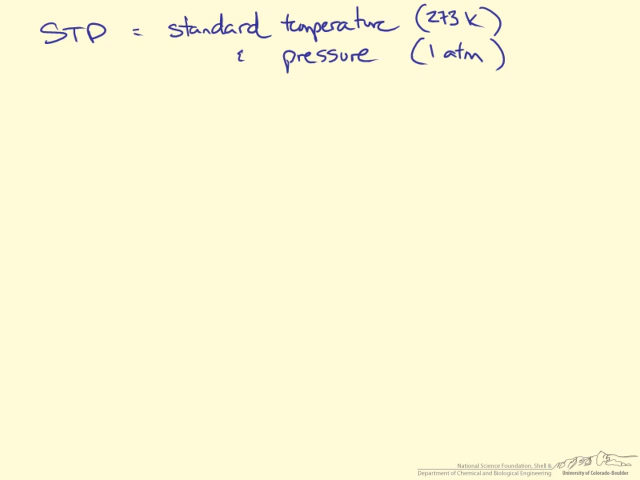 STP = standard temperature (273 K)
& pressure (1 atm)
National Science Foundation, Shell &
Department of Chemical and Biological Engineering
University of Colorado-Boulder